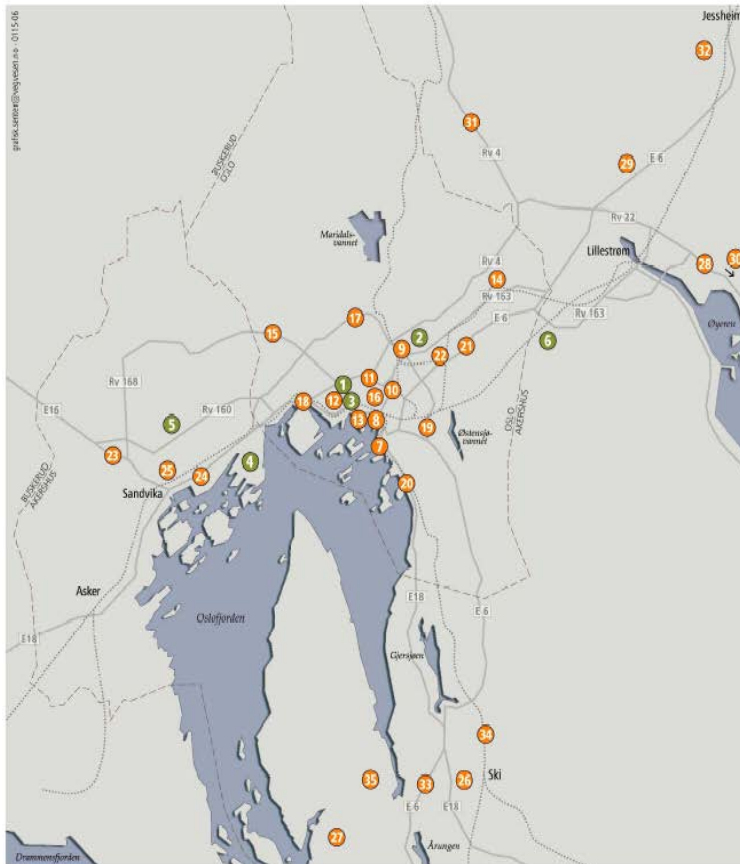 grafisk.senter@vegvesen.no - 0115-06
Jessheim
32
31
Rv 4
29
E 6
BUSKERUD
OSLO
Rv 22
Maridals-
vannet
Lillestrøm
28
30
Rv 4
14
Rv 163
Rv 163
Øyeren
E 6
17
15
2
6
9
21
22
Rv 168
11
1
10
18
12
3
16
E16
Rv 160
5
13
8
19
Østensjø-
vannet
OSLO
AKERSHUS
7
23
25
24
4
20
Sandvika
BUSKERUD
AKERSHUS
Asker
E18
E 6
Oslofjorden
E18
Gjersjøen
34
35
33
26
Ski
E 6
E18
27
Årungen
Drammensfjorden